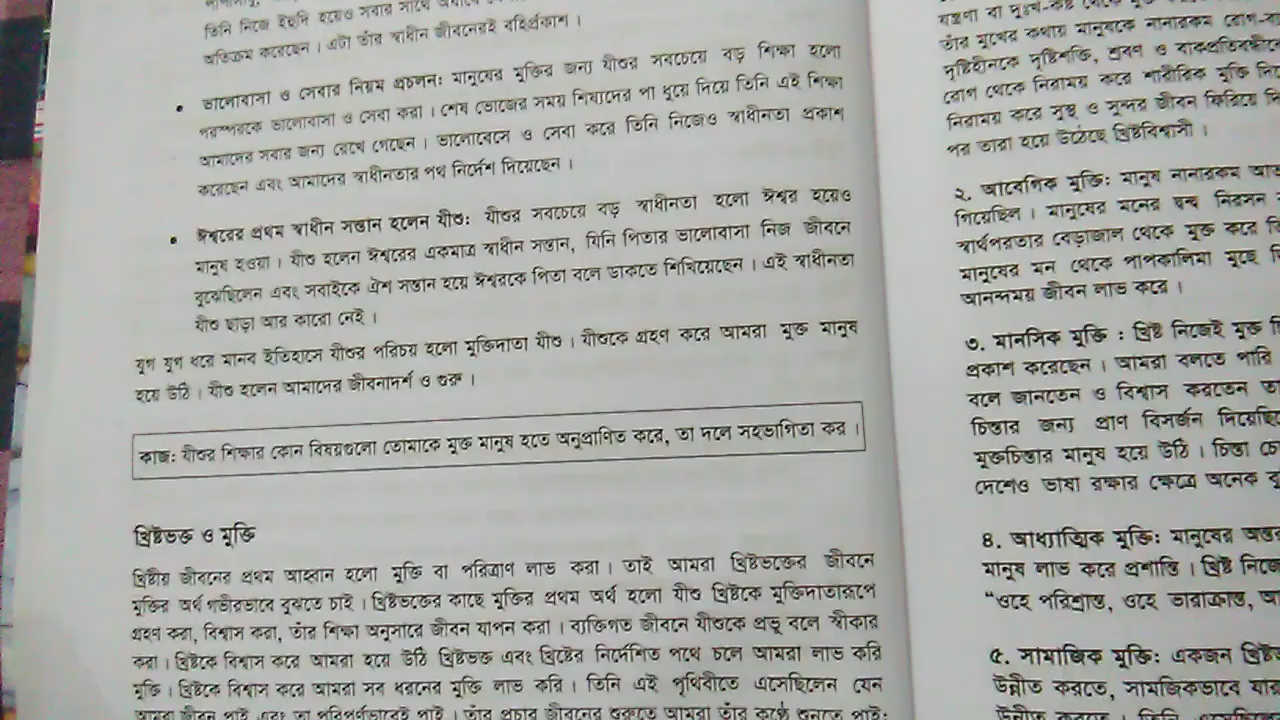 তিনি নিজে ইহুদি হয়েও সবার সাথে
অতিক্রম করেছেন। এটা তাঁর স্বাধীন জীবনেরই বহিঃপ্রকাশ।
• ভালোবাসা ও সেবার নিয়ম প্রচলন: মানুষের মুক্তির জন্য যীশুর সবচেয়ে বড় শিক্ষা হলো
পরস্পরকে ভালোবাসা ও সেবা করা। শেষ ভোজের সময় শিষ্যদের পা ধুয়ে দিয়ে তিনি এই শিক্ষা
আমাদের সবার জন্য রেখে গেছেন। ভালোবেসে ও সেবা করে তিনি নিজেও স্বাধীনতা প্রকাশ
করেছেন এবং আমাদের স্বাধীনতার পথ নির্দেশ দিয়েছেন।
• ঈশ্বরের প্রথম স্বাধীন সন্তান হলেন যীশু: যীশুর সবচেয়ে বড় স্বাধীনতা হলো ঈশ্বর হয়েও
মানুষ হওয়া। যীশু হলেন ঈশ্বরের একমাত্র স্বাধীন সন্তান, যিনি পিতার ভালোবাসা নিজ জীবনে
বুঝেছিলেন এবং সবাইকে ঐশ সন্তান হয়ে ঈশ্বরকে পিতা বলে ডাকতে শিখিয়েছেন। এই স্বাধীনতা
যীশু ছাড়া আর কারো নেই।
যুগ যুগ ধরে মানব ইতিহাসে যীশুর পরিচয় হলো মুক্তিদাতা যীশু। যীশুকে গ্রহণ করে আমরা মুক্ত মানুষ
হয়ে উঠি। যীশু হলেন আমাদের জীবনাদর্শ ও গুরু।
কাজ: যীশুর শিক্ষার কোন বিষয়গুলো তোমাকে মুক্ত মানুষ হতে অনুপ্রাণিত করে, তা দলে সহভাগিতা কর।
খ্রিষ্টভক্ত ও মুক্তি
খ্রিষ্টীয় জীবনের প্রথম আহ্বান হলো মুক্তি বা পরিত্রাণ লাভ করা। তাই আমরা খ্রিষ্টভক্তের জীবনে
মুক্তির অর্থ গভীরভাবে বুঝতে চাই। খ্রিষ্টভক্তের কাছে মুক্তির প্রথম অর্থ হলো যীশু খ্রিষ্টকে মুক্তিদাতারূপে
গ্রহণ করা, বিশ্বাস করা, তাঁর শিক্ষা অনুসারে জীবন যাপন করা। ব্যক্তিগত জীবনে যীশুকে প্রভু বলে স্বীকার
করা। খ্রিষ্টকে বিশ্বাস করে আমরা হয়ে উঠি খ্রিষ্টভক্ত এবং খ্রিষ্টের নির্দেশিত পথে চলে আমরা লাভ করি
মুক্তি। খ্রিষ্টকে বিশ্বাস করে আমরা সব ধরনের মুক্তি লাভ করি। তিনি এই পৃথিবীতে এসেছিলেন যেন
আমরা জীবন পাই এবং তা পরিপূর্ণভাবেই পাই। তাঁর প্রচার জীবনের শুরুতে আমরা তাঁর কণ্ঠে শুনতে পাই:
তাঁর মুখের কথায় মানুষকে নানারকম
দৃষ্টিহীনকে দৃষ্টিশক্তি, শ্রবণ ও
রোগ থেকে নিরাময় করে শারীরিক মুক্তি
নিরাময় করে সুস্থ ও সুন্দর জীবন ফিরিয়ে
পর তারা হয়ে উঠেছে খ্রিষ্টবিশ্বাসী।
২. আবেগিক মুক্তি: মানুষ নানারকম
গিয়েছিল। মানুষের মনের দ্বন্দ্ব নিরসন
স্বার্থপরতার বেড়াজাল থেকে মুক্ত করে
মানুষের মন থেকে পাপকালিমা মুছে
আনন্দময় জীবন লাভ করে।
৩. মানসিক মুক্তি : খ্রিষ্ট নিজেই মুক্ত
প্রকাশ করেছেন। আমরা বলতে পারি
বলে জানতেন ও বিশ্বাস করতেন
চিন্তার জন্য প্রাণ বিসর্জন
মুক্তচিন্তার মানুষ হয়ে উঠি। চিন্তা
দেশেও ভাষা রক্ষার ক্ষেত্রে অনেক
৪. আধ্যাত্মিক মুক্তি: মানুষের
মানুষ লাভ করে প্রশান্তি। খ্রিষ্ট
“ওহে পরিশ্রান্ত, ওহে ভারাক্রান্ত,
৫. সামাজিক মুক্তি: একজন
উন্নীত করতে, সামজিকভাবে